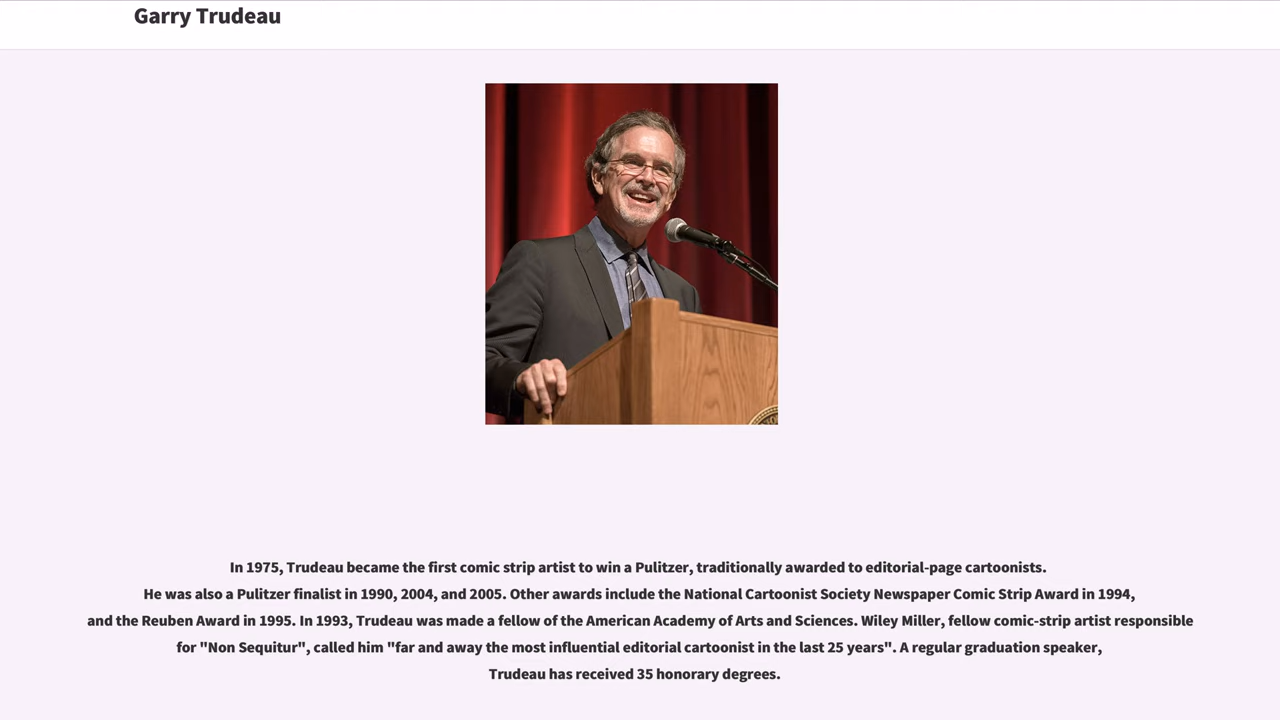 Garry Trudeau
In 1975, Trudeau became the first comic strip artist to win a Pulitzer, traditionally awarded to editorial-page cartoonists.
He was also a Pulitzer finalist in 1990, 2004, and 2005. Other awards include the National Cartoonist Society Newspaper Comic Strip Award in 1994,
and the Reuben Award in 1995. In 1993, Trudeau was made a fellow of the American Academy of Arts and Sciences. Wiley Miller, fellow comic-strip artist responsible
for "Non Sequitur", called him "far and away the most influential editorial cartoonist in the last 25 years". A regular graduation speaker,
Trudeau has received 35 honorary degrees.